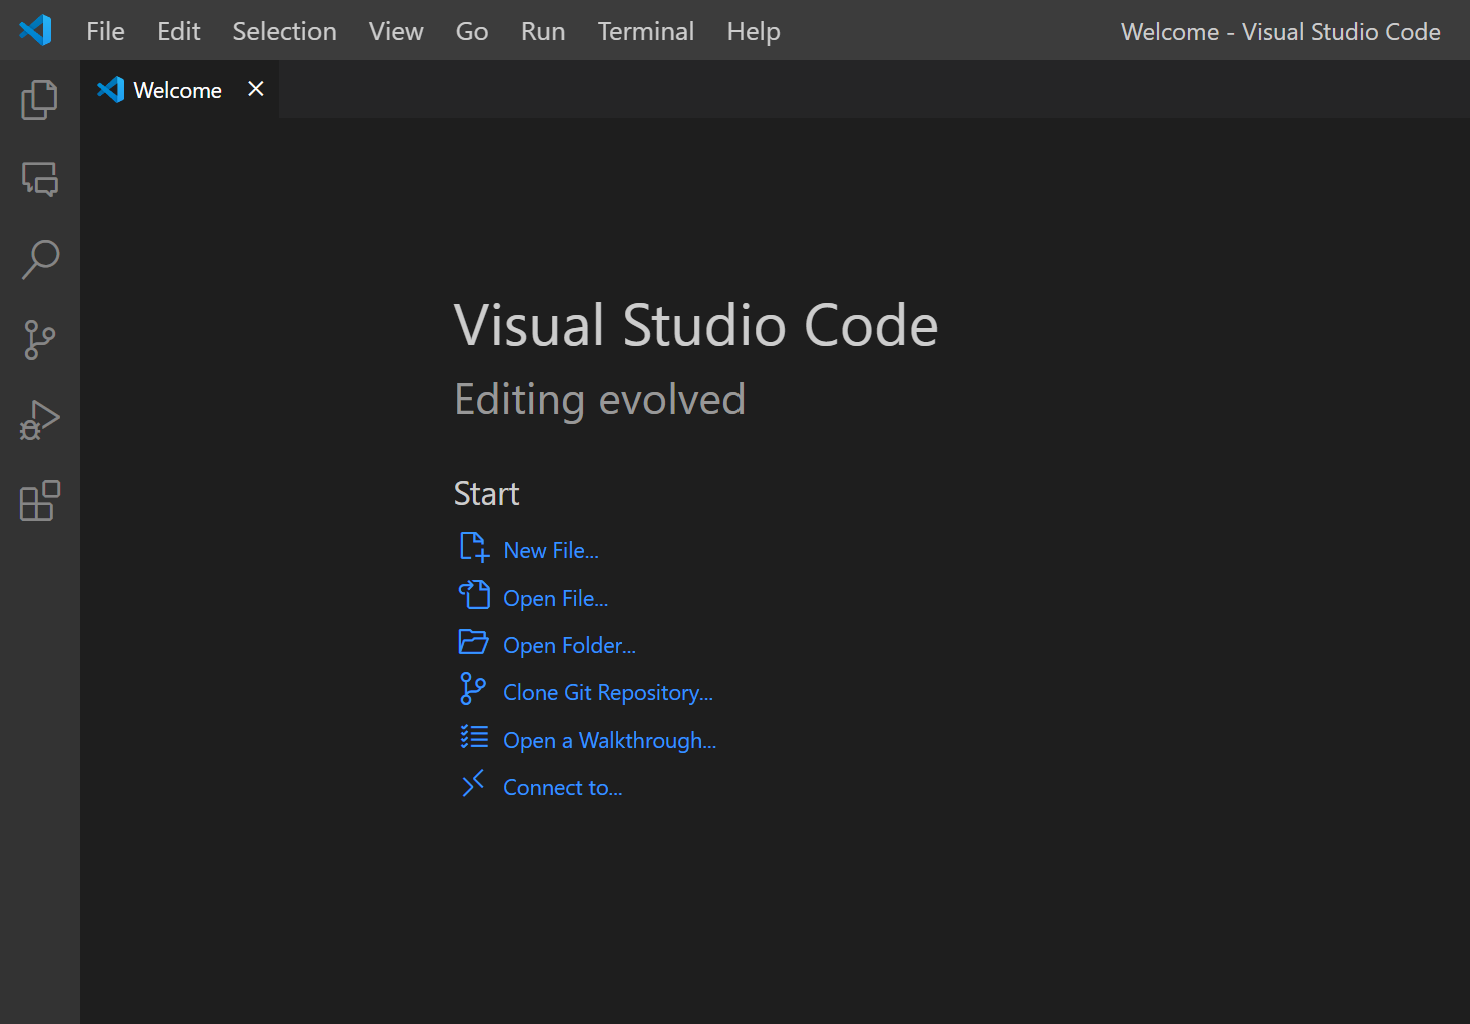 File Edit Selection View Go Run Terminal Help Welcome - Visual Studio Code
Welcome
Visual Studio Code
Editing evolved
Start
New File...
Open File...
Open Folder...
Clone Git Repository...
Open a Walkthrough...
Connect to...